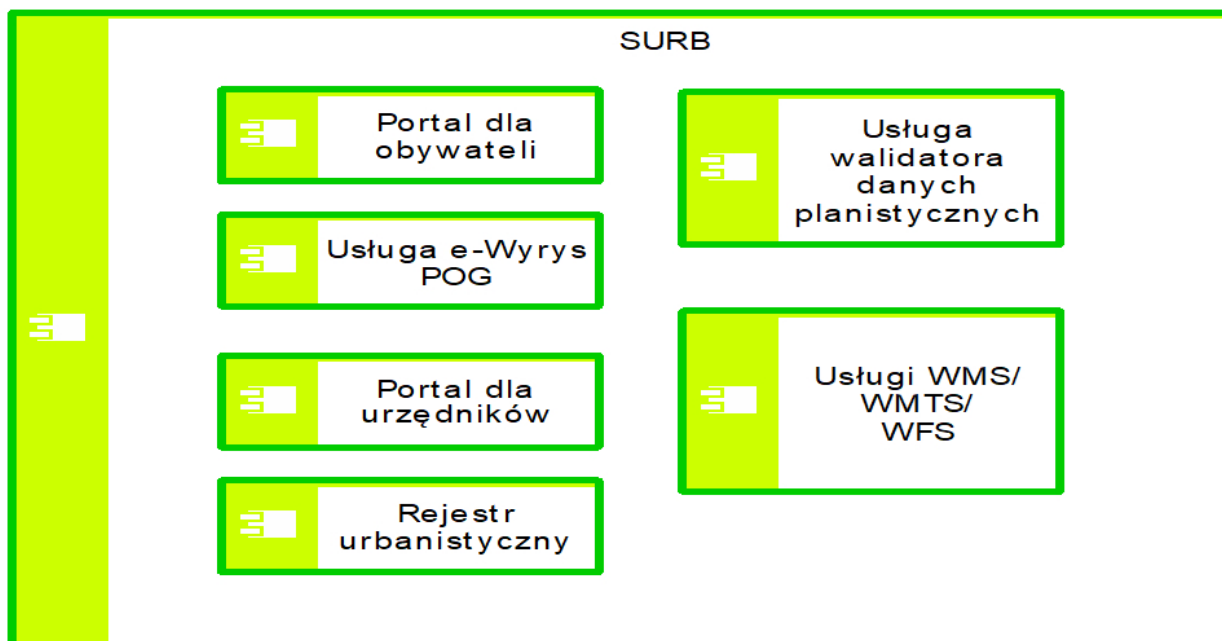 SURB
Portal dla
obywateli
Usługa e-Wyrys
POG
Portal dla
urzędników
Rejestr
urbanistyczny
Usługa
walidatora
danych
planistycznych
Usługi WMS/
WMTS/
WFS